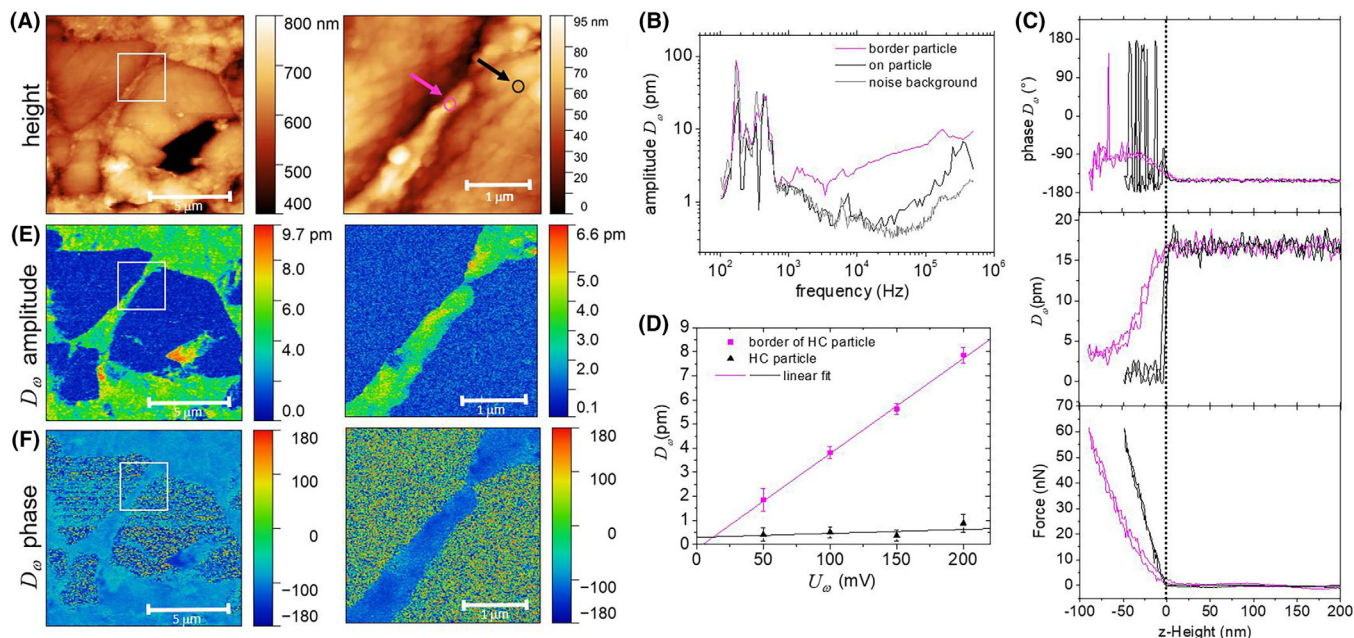 (A)
height
5 µm
800 nm
700
600
500
400
1 µm
95 nm
80
70
60
50
40
30
20
10
0
(B)
amplitude Dω (pm)
100
10
1
border particle
on particle
noise background
10² 10³ 10⁴ 10⁵ 10⁶
frequency (Hz)
(C)
phase Dω (°)
180
90
0
-90
-180
Dω(pm)
20
15
10
5
0
Force (nN)
70
60
50
40
30
20
10
0
-100 -50 0 50 100 150 200
z-Height (nm)
(E)
Dω amplitude
5 µm
9.7 pm
8.0
6.0
4.0
2.0
0.0
1 µm
6.6 pm
5.0
4.0
3.0
2.0
1.0
0.1
(D)
Dω(pm)
9
8
7
6
5
4
3
2
1
0
border of HC particle
HC particle
linear fit
0 50 100 150 200
Uω (mV)
(F)
Dω phase
5 µm
180
100
0
−100
−180
1 µm
180
100
0
−100
−180